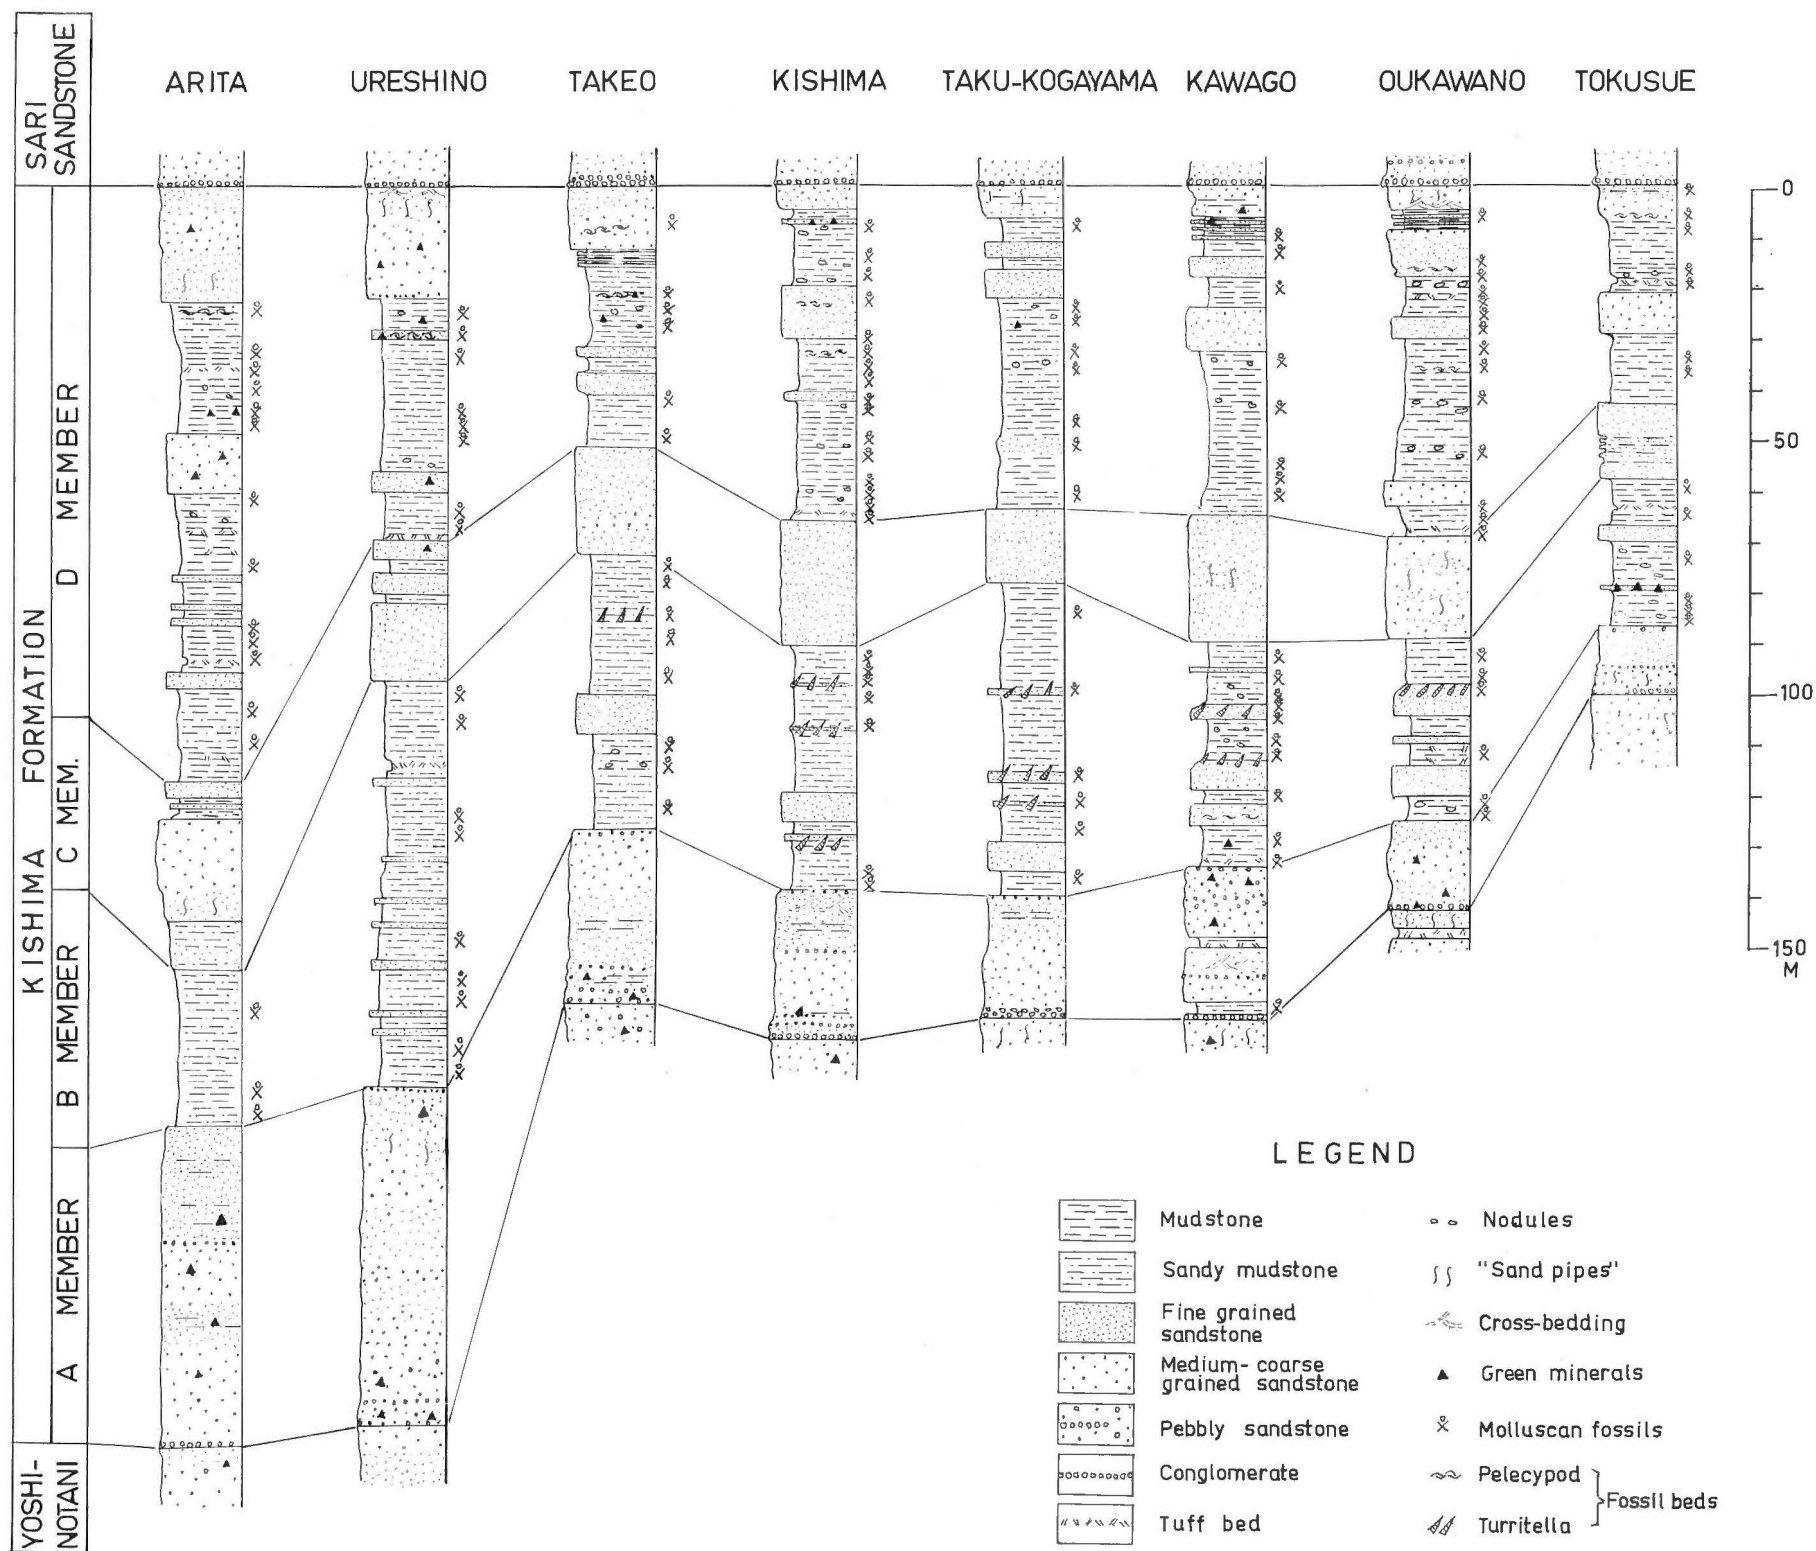 SARI
SANDSTONE
ARITA
URESHINO
TAKEO
KISHIMA
TAKU-KOGAYAMA
KAWAGO
OUKAWANO
TOKUSUE
KISHIMA FORMATION
D MEMBER
C MEM.
B MEMBER
A MEMBER
YOSHI-
NOTANI
0
50
100
150
M
LEGEND
Mudstone
Sandy mudstone
Fine grained
sandstone
Medium-coarse
grained sandstone
Pebbly sandstone
Conglomerate
Tuff bed
Nodules
"Sand pipes"
Cross-bedding
Green minerals
Molluscan fossils
Pelecypod
Turritella
Fossil beds